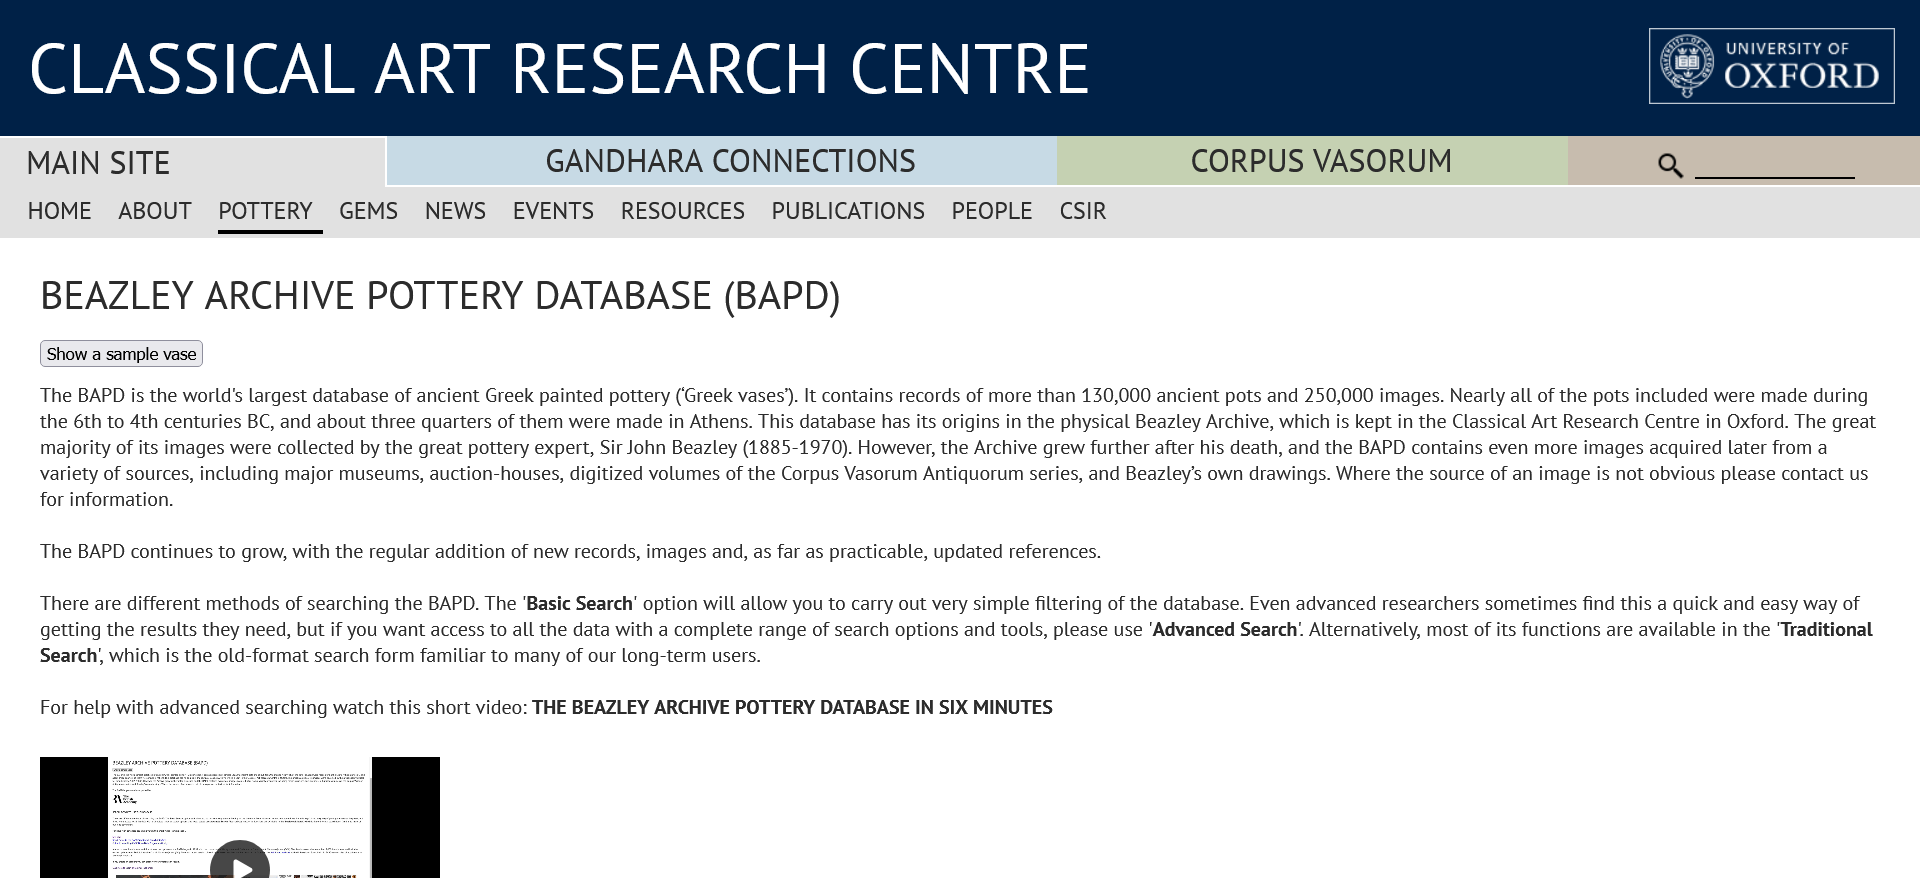 CLASSICAL ART RESEARCH CENTRE
UNIVERSITY OF
OXFORD
MAIN SITE
GANDHARA CONNECTIONS
CORPUS VASORUM
HOME ABOUT POTTERY GEMS NEWS EVENTS RESOURCES PUBLICATIONS PEOPLE CSIR
BEAZLEY ARCHIVE POTTERY DATABASE (BAPD)
Show a sample vase
The BAPD is the world's largest database of ancient Greek painted pottery (‘Greek vases’). It contains records of more than 130,000 ancient pots and 250,000 images. Nearly all of the pots included were made during
the 6th to 4th centuries BC, and about three quarters of them were made in Athens. This database has its origins in the physical Beazley Archive, which is kept in the Classical Art Research Centre in Oxford. The great
majority of its images were collected by the great pottery expert, Sir John Beazley (1885-1970). However, the Archive grew further after his death, and the BAPD contains even more images acquired later from a
variety of sources, including major museums, auction-houses, digitized volumes of the Corpus Vasorum Antiquorum series, and Beazley’s own drawings. Where the source of an image is not obvious please contact us
for information.
The BAPD continues to grow, with the regular addition of new records, images and, as far as practicable, updated references.
There are different methods of searching the BAPD. The 'Basic Search' option will allow you to carry out very simple filtering of the database. Even advanced researchers sometimes find this a quick and easy way of
getting the results they need, but if you want access to all the data with a complete range of search options and tools, please use 'Advanced Search'. Alternatively, most of its functions are available in the 'Traditional
Search', which is the old-format search form familiar to many of our long-term users.
For help with advanced searching watch this short video: THE BEAZLEY ARCHIVE POTTERY DATABASE IN SIX MINUTES
BEAZLEY ARCHIVE POTTERY DATABASE (BAPD)